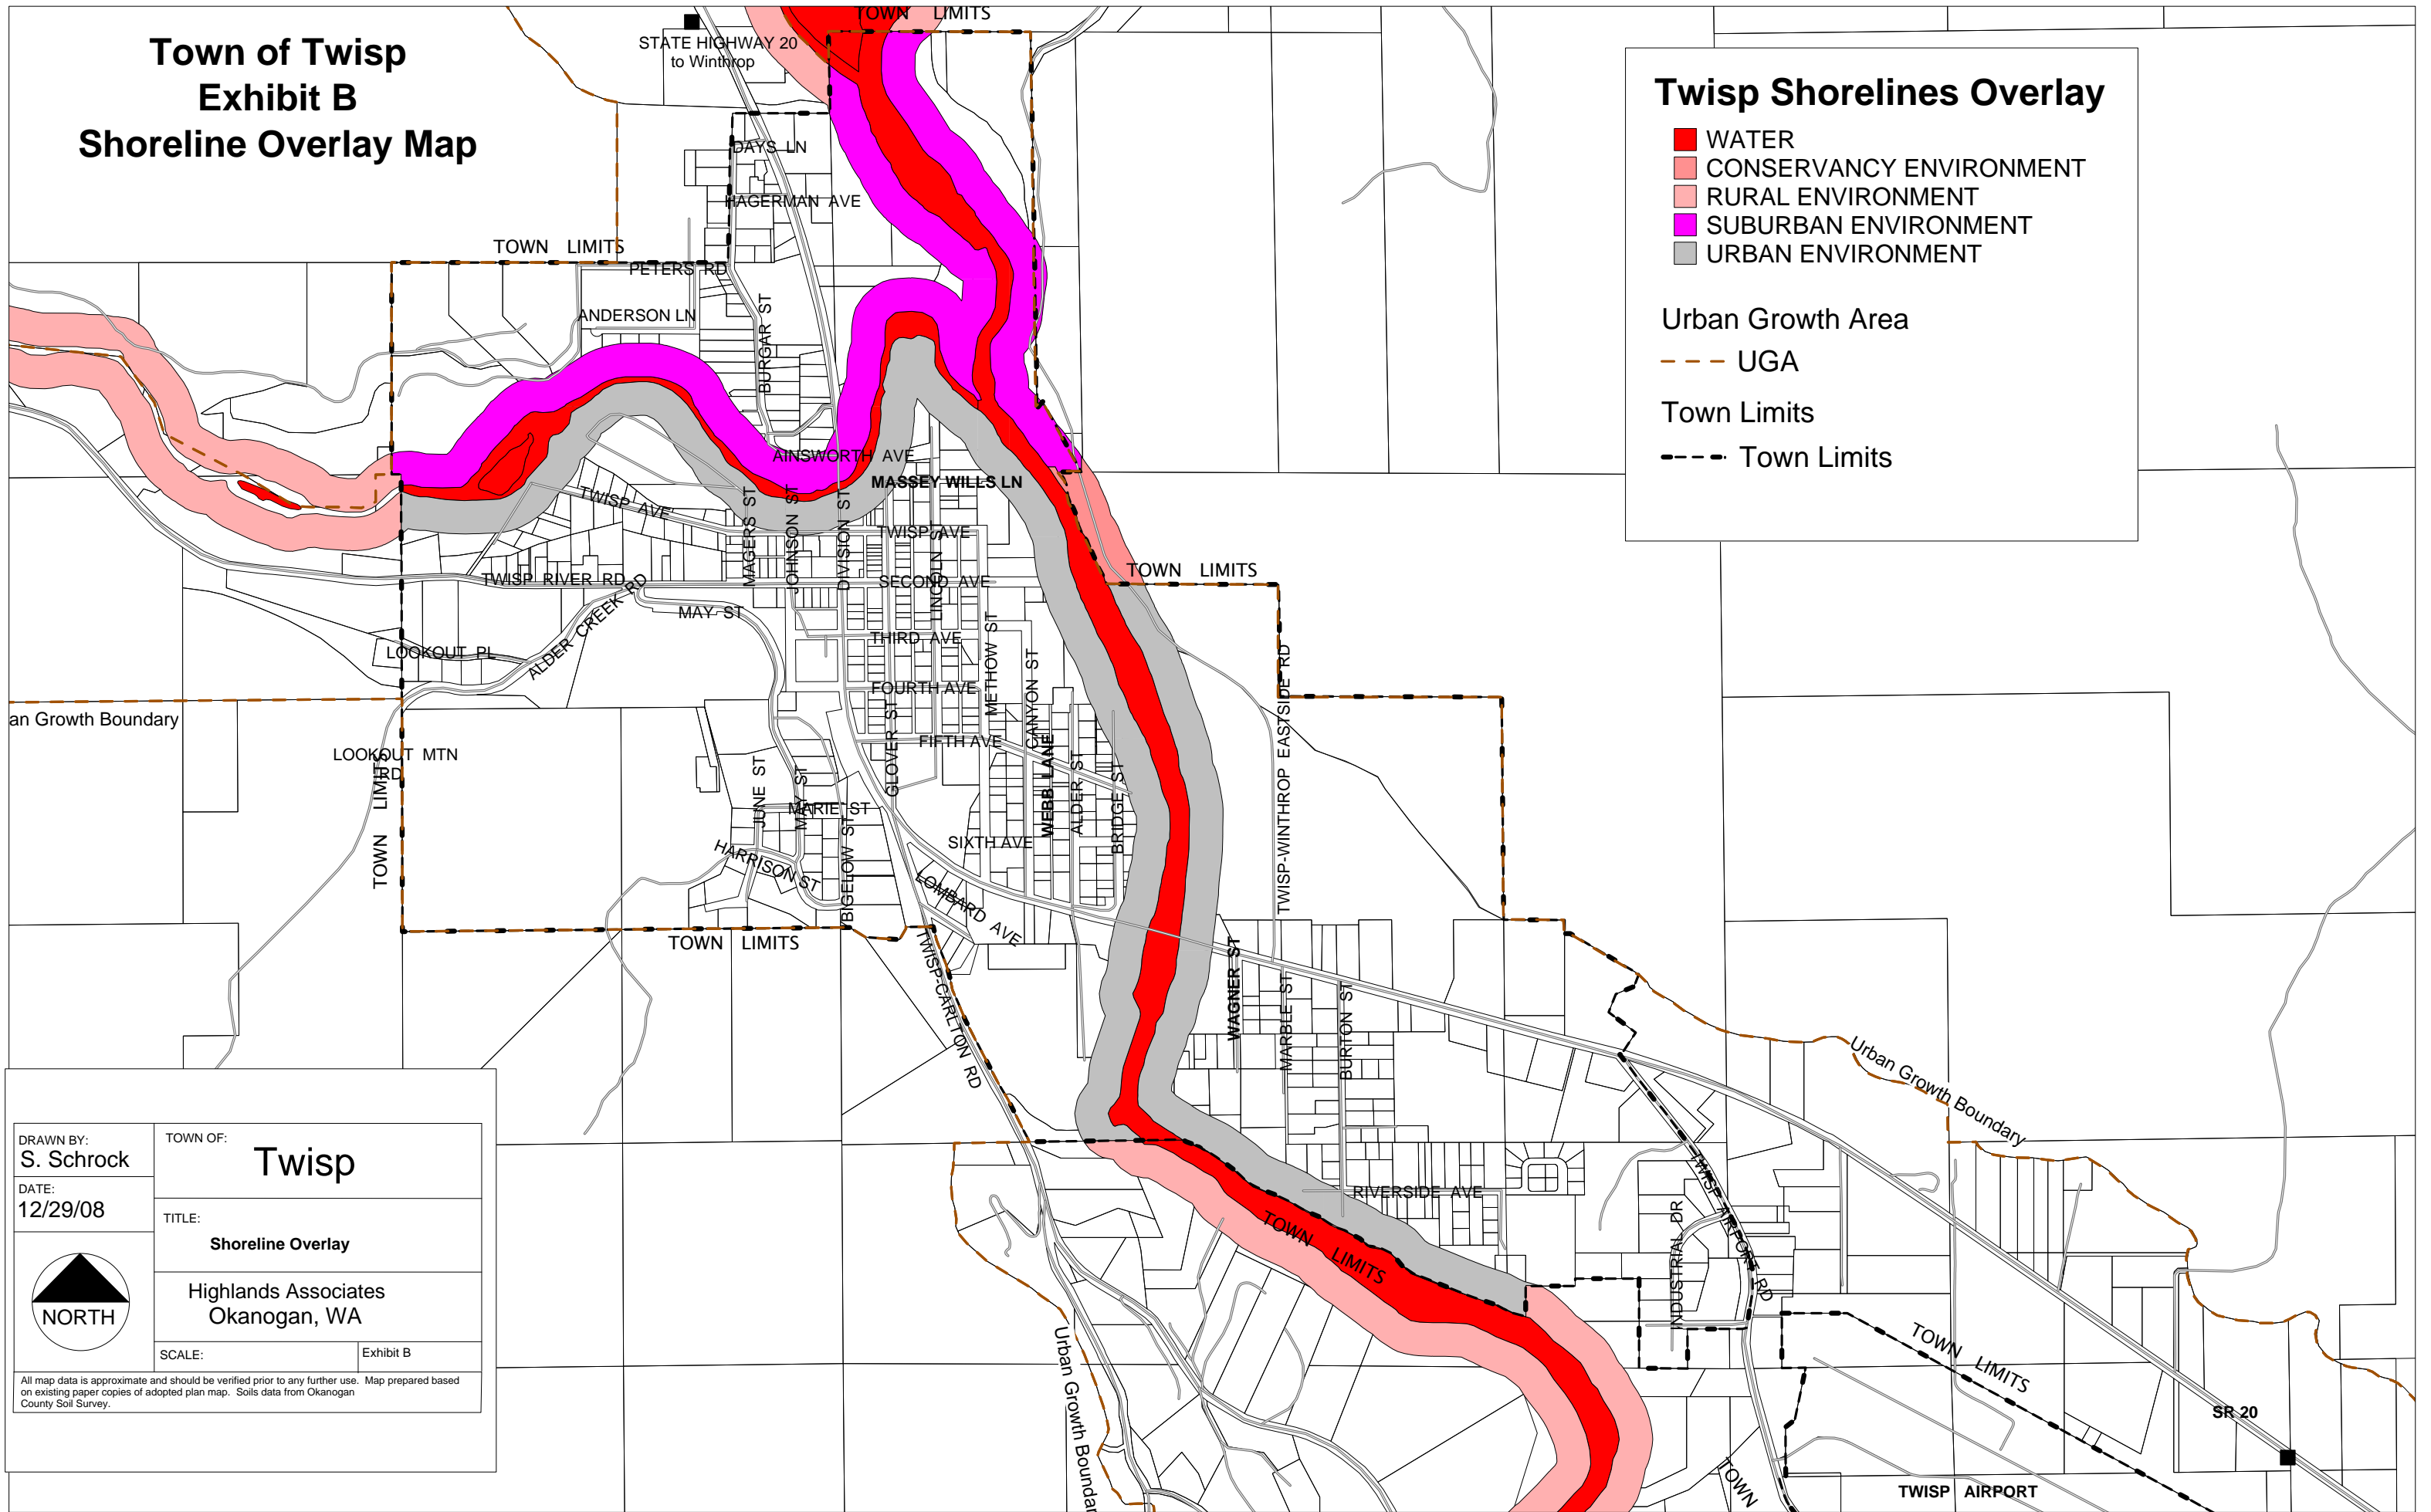 Town of Twisp
Exhibit B
Shoreline Overlay Map
STATE HIGHWAY 20
to Winthrop
TOWN LIMITS
Twisp Shorelines Overlay
WATER
CONSERVANCY ENVIRONMENT
RURAL ENVIRONMENT
SUBURBAN ENVIRONMENT
URBAN ENVIRONMENT
Urban Growth Area
UGA
Town Limits
Town Limits
DAYS LN
HAGERMAN AVE
TOWN LIMITS
PETERS RD
ANDERSON LN
BURGAR ST
AINSWORTH AVE
MASSEY WILLS LN
TWISP AVE
MAGERS ST
JOHNSON ST
DIVISION ST
TWISP AVE
LINCOLN ST
TWISP RIVER RD
SECOND AVE
TOWN LIMITS
ALDER CREEK RD
MAY ST
THIRD AVE
METHOW ST
LOOKOUT PL
FOURTH AVE
CANYON ST
TWISP-WINTHROP EASTSIDE RD
an Growth Boundary
LOOKOUT MTN
RD
TOWN LIMITS
GLOVER ST
FIFTH AVE
WEBB LANE
ALDER ST
BRIDGE ST
JUNE ST
MAY ST
MARIE ST
BIGELOW ST
SIXTH AVE
HARRISON ST
LOMBARD AVE
TOWN LIMITS
TWISP-CARLTON RD
WAGNER ST
MARBLE ST
BURTON ST
Urban Growth Boundary
RIVERSIDE AVE
TWISP AIRPORT RD
INDUSTRIAL DR
TOWN LIMITS
Urban Growth Boundar
TOWN LIMITS
TOWN
SR 20
TWISP AIRPORT
DRAWN BY:
S. Schrock
DATE:
12/29/08
NORTH
TOWN OF:
Twisp
TITLE:
Shoreline Overlay
Highlands Associates
Okanogan, WA
SCALE:
Exhibit B
All map data is approximate and should be verified prior to any further use. Map prepared based
on existing paper copies of adopted plan map. Soils data from Okanogan
County Soil Survey.